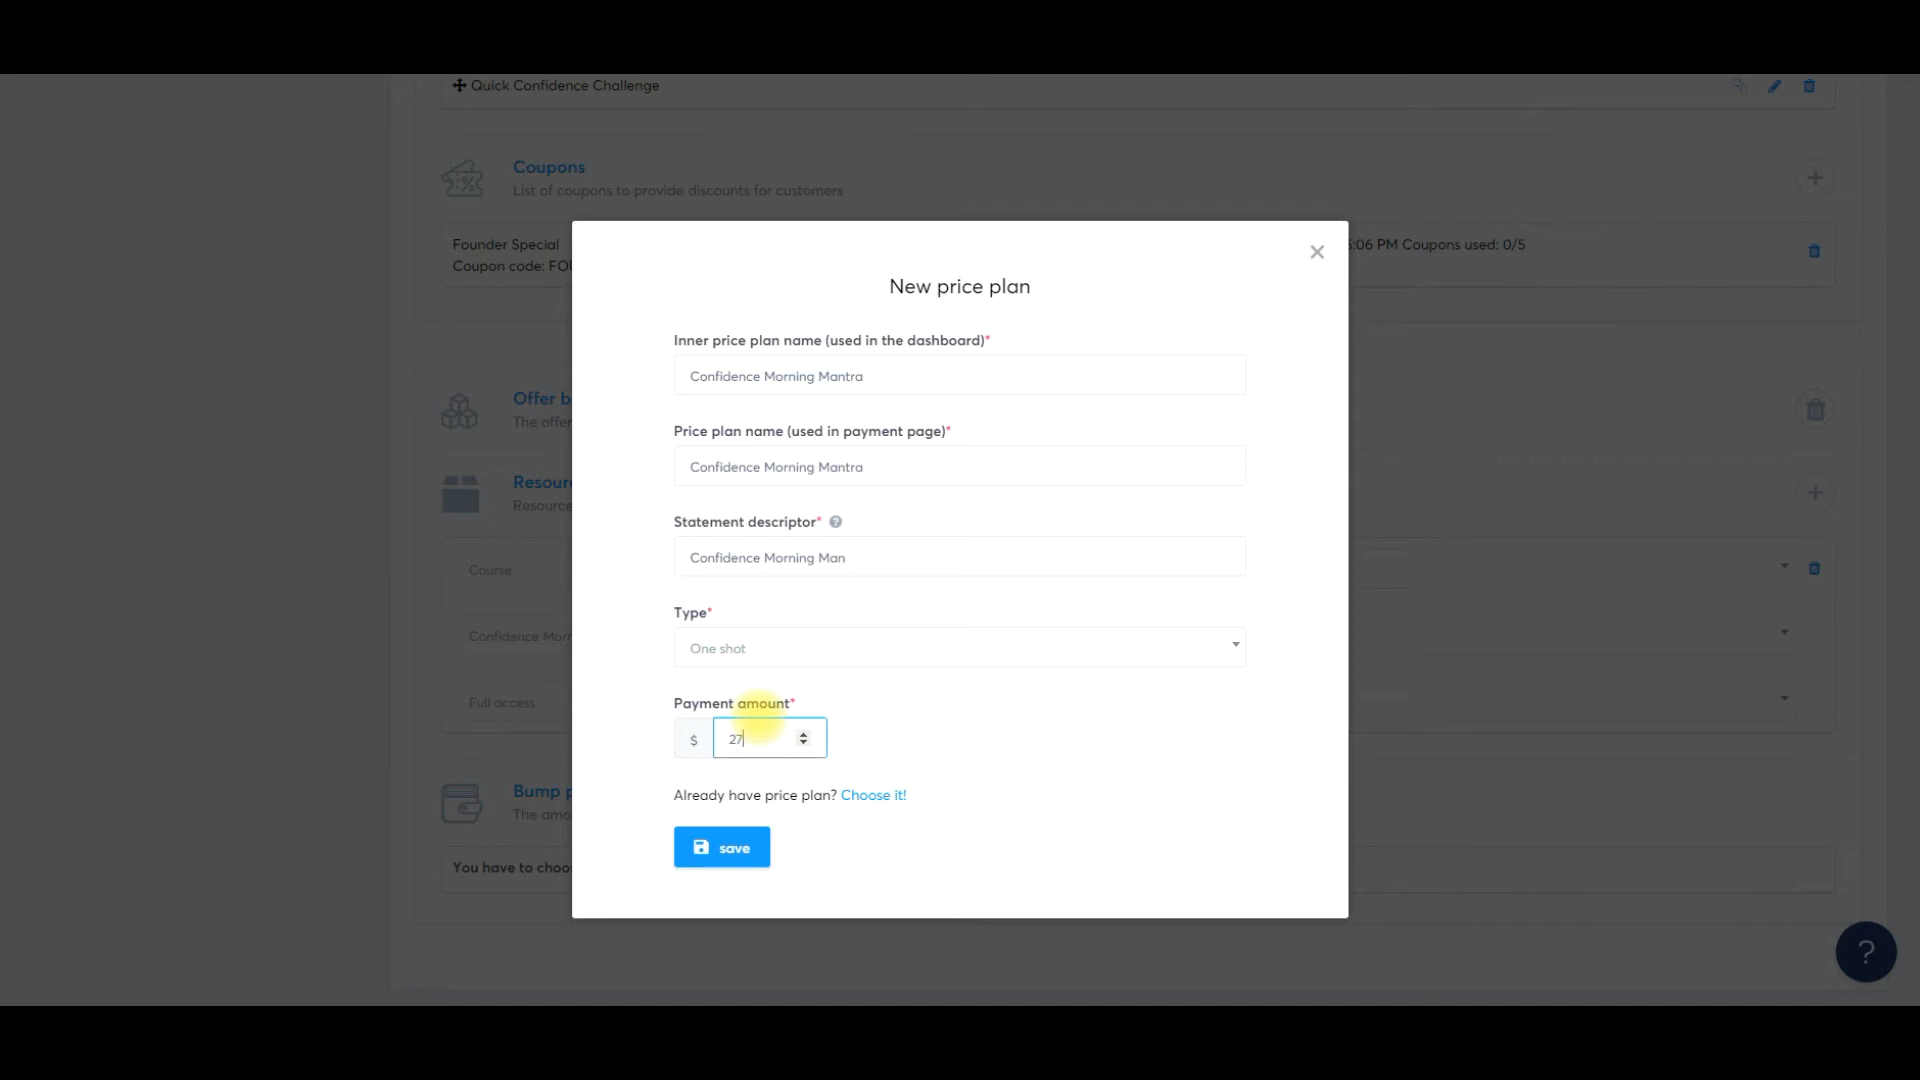 Quick Confidence Challenge
Coupons
List of coupons to provide discounts for customers
Founder Special
:06 PM Coupons used: 0/5
Coupon code: FOU
New price plan
Inner price plan name (used in the dashboard)*
Confidence Morning Mantra
Price plan name (used in payment page)*
Confidence Morning Mantra
Statement descriptor* ?
Confidence Morning Man
Type*
One shot
Payment amount*
$ 27
Already have price plan? Choose it!
save
Offer b
The offer
Resour
Resource
Course
Confidence Morn
Full access
Bump p
The amo
You have to choo
?